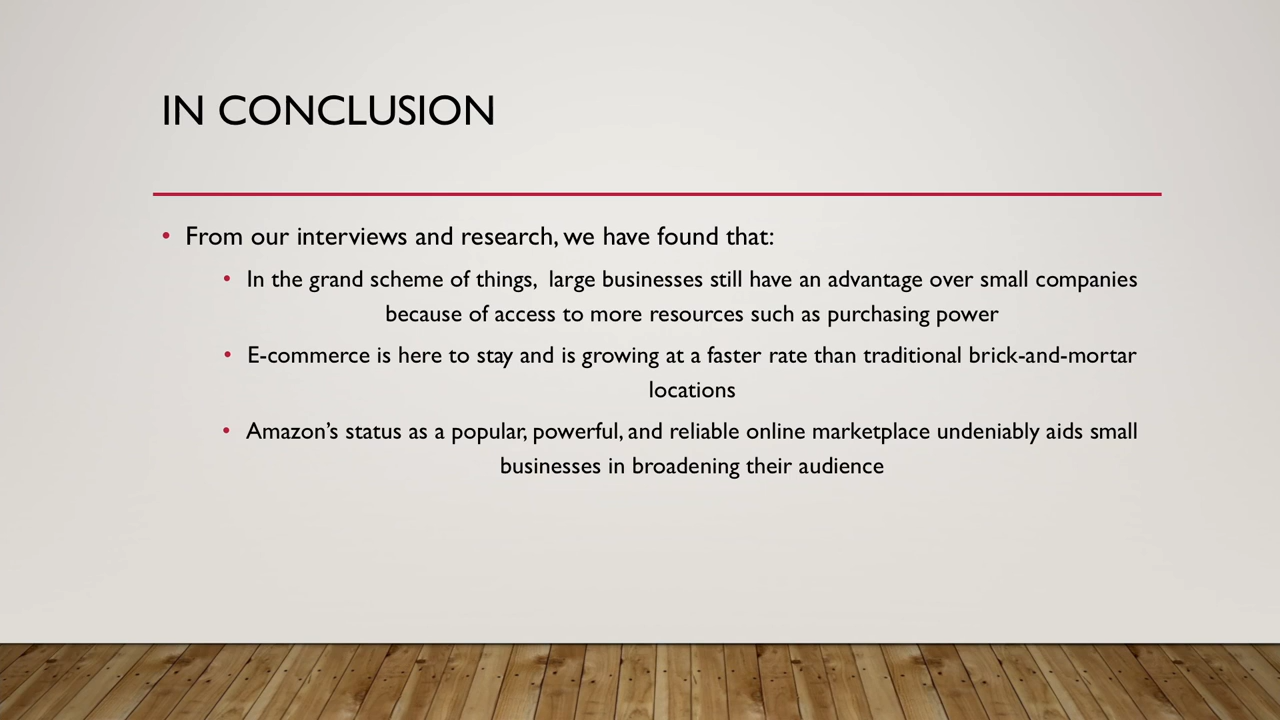 IN CONCLUSION
• From our interviews and research, we have found that:
• In the grand scheme of things,  large businesses still have an advantage over small companies
because of access to more resources such as purchasing power
• E-commerce is here to stay and is growing at a faster rate than traditional brick-and-mortar
locations
• Amazon’s status as a popular, powerful, and reliable online marketplace undeniably aids small
businesses in broadening their audience